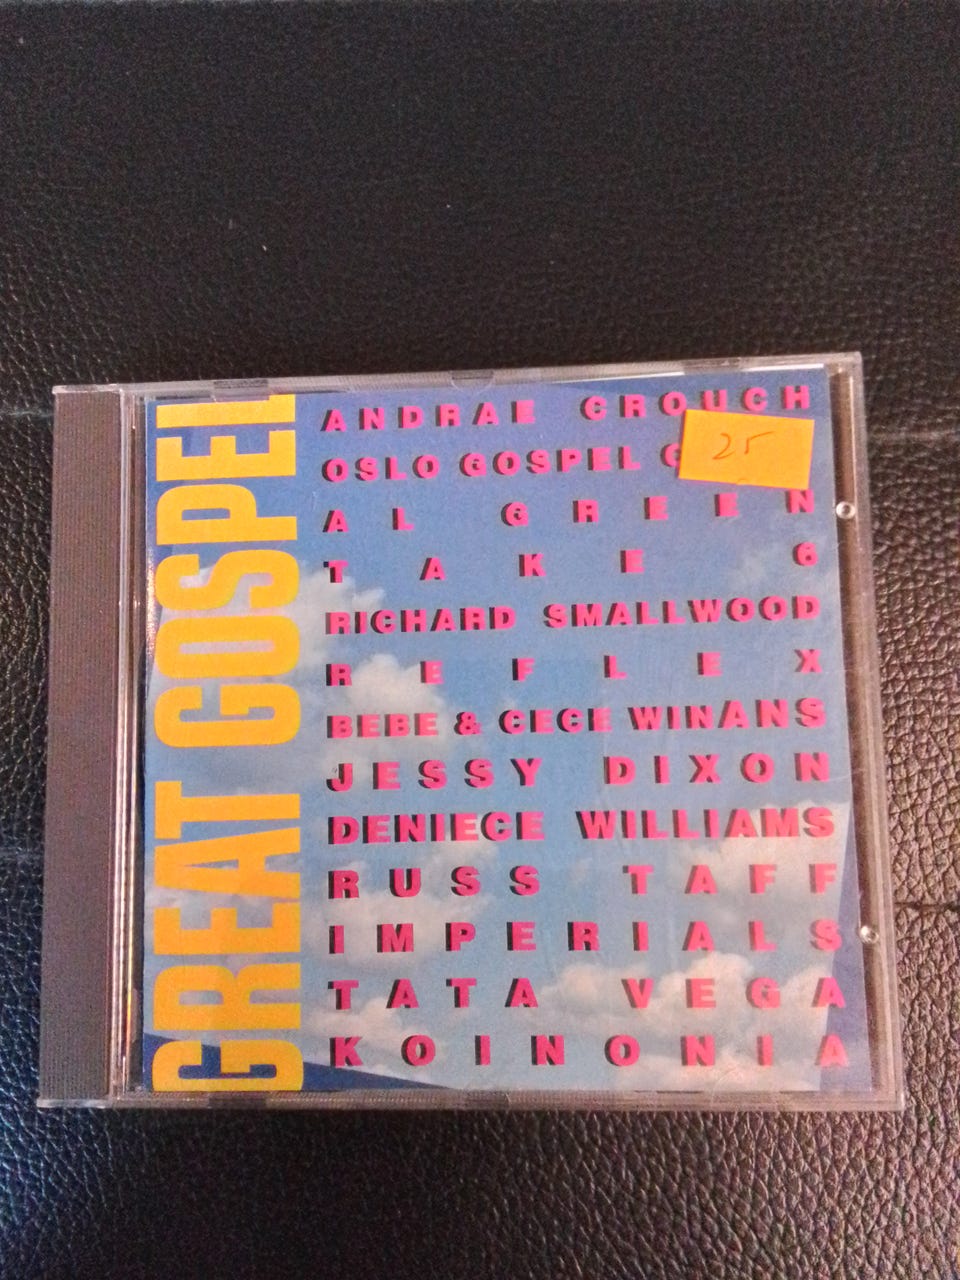 GREAT GOSPEL
ANDRAE CROUCH
OSLO GOSPEL
25
AL GREEN
TAKE 6
RICHARD SMALLWOOD
REFLEX
BEBE & CECE WINANS
JESSY DIXON
DENIECE WILLIAMS
RUSS TAFF
IMPERIALS
TATA VEGA
KOINONIA